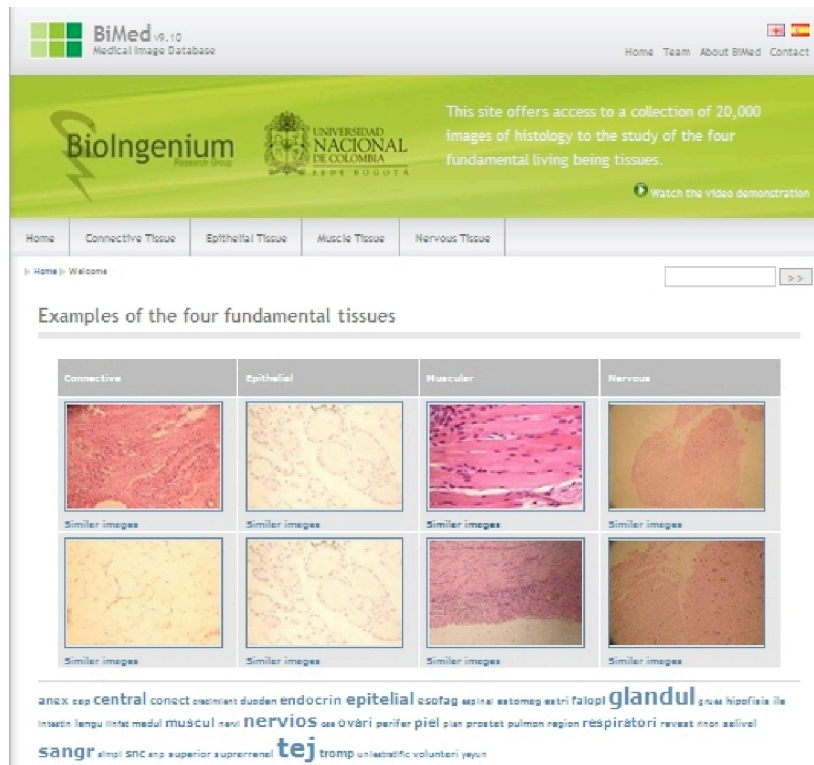 BiMed v9.10
Medical Image Database
Home Team About BiMed Contact
BioIngenium
Research Group
UNIVERSIDAD
NACIONAL
DE COLOMBIA
SEDE BOGOTÁ
This site offers access to a collection of 20,000
images of histology to the study of the four
fundamental living being tissues.
Watch the video demonstration
Home Connective Tissue Epithelial Tissue Muscle Tissue Nervous Tissue
Home Welcome
>>
Examples of the four fundamental tissues
Connective Epithelial Muscular Nervous
Similar images Similar images Similar images Similar images
Similar images Similar images Similar images Similar images
anex cap central conect crecimient duoden endocrin epitelial esofag espinal estomag estri falopi glandul grues hipofisis ile
intestin lengu linfat medul muscul nervi nervios ose ovari perifer piel plan prostat pulmon region respiratori revest rinon salival
sangr simpl snc snp superior suprarrenal tej tromp uniestratific voluntari yeyun